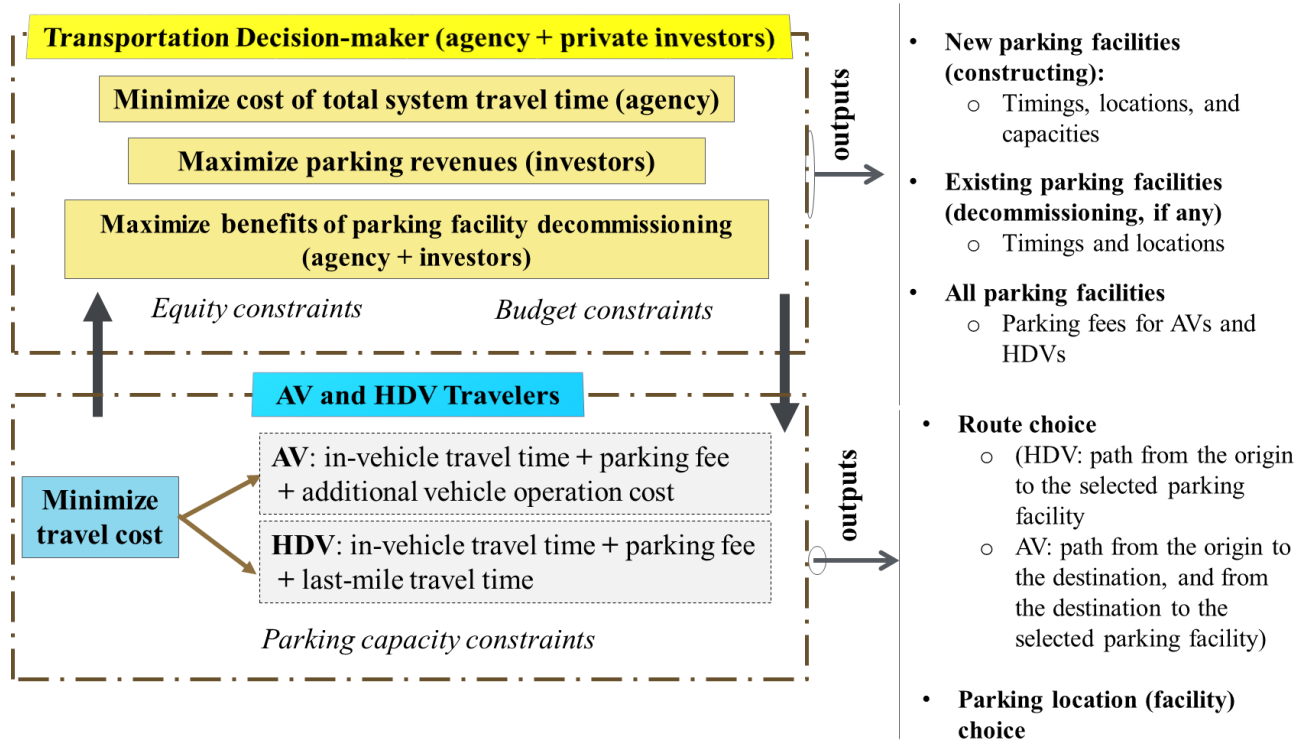 Transportation Decision-maker (agency + private investors)
Minimize cost of total system travel time (agency)
Maximize parking revenues (investors)
Maximize benefits of parking facility decommissioning
(agency + investors)
Equity constraints
Budget constraints
outputs
• New parking facilities
(constructing):
o Timings, locations, and
capacities
• Existing parking facilities
(decommissioning, if any)
o Timings and locations
• All parking facilities
o Parking fees for AVs and
HDVs
AV and HDV Travelers
Minimize
travel cost
AV: in-vehicle travel time + parking fee
+ additional vehicle operation cost
HDV: in-vehicle travel time + parking fee
+ last-mile travel time
Parking capacity constraints
outputs
• Route choice
o (HDV: path from the origin
to the selected parking
facility
o AV: path from the origin to
the destination, and from
the destination to the
selected parking facility)
• Parking location (facility)
choice